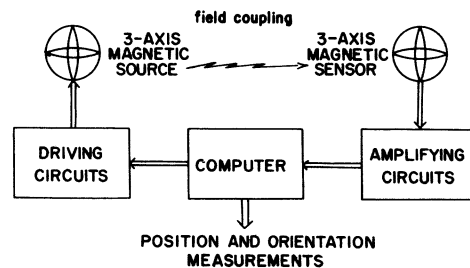 field coupling
3-AXIS
MAGNETIC
SOURCE
3-AXIS
MAGNETIC
SENSOR
DRIVING
CIRCUITS
COMPUTER
AMPLIFYING
CIRCUITS
POSITION AND ORIENTATION
MEASUREMENTS